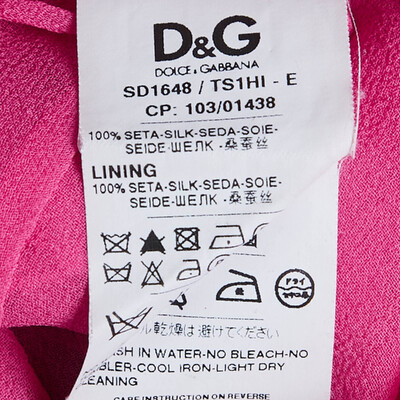 D&G
DOLCE & GABBANA
SD1648 / TS1HI - E
CP: 103/01438
100% SETA-SILK-SEDA-SOIE-
SEIDE-ШЕЛК - 桑蚕丝
LINING
100% SETA-SILK-SEDA-SOIE-
SEIDE-ШЕЛК - 桑蚕丝
ドライ
ル乾燥は避けてください
SH IN WATER-NO BLEACH-NO
BLER-COOL IRON-LIGHT DRY
EANING
CARE INSTRUCTION ON REVERSE